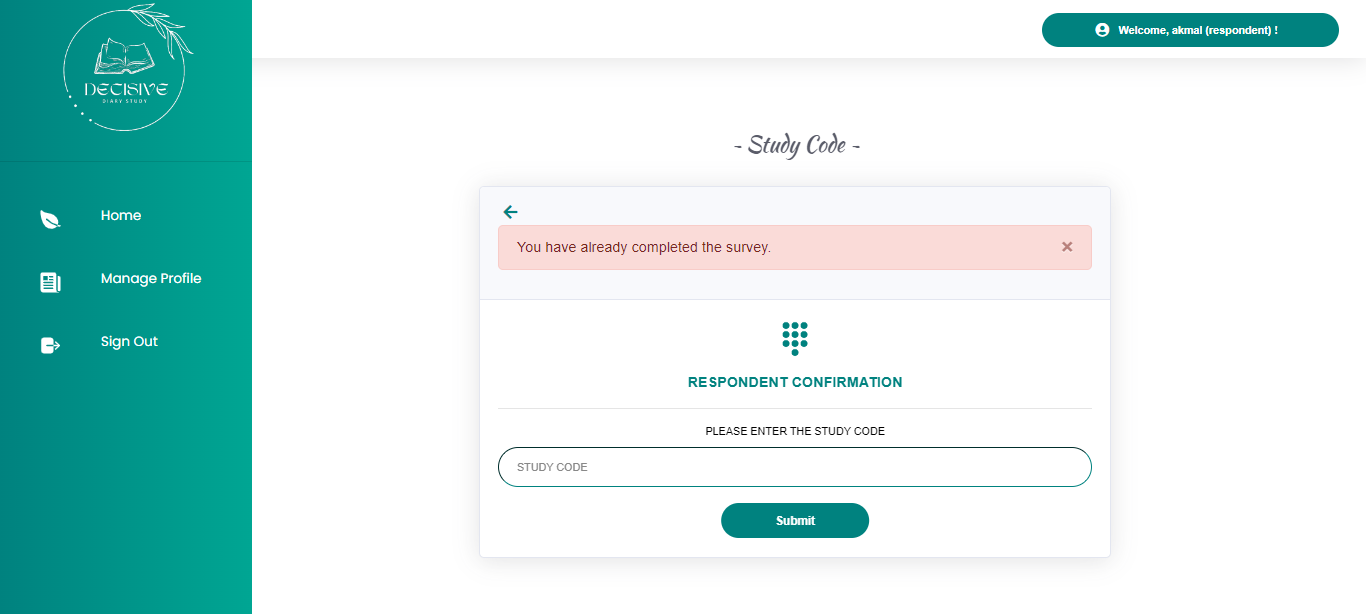 DECISIVE
DIARY STUDY
Welcome, akmal (respondent) !
Home
Manage Profile
Sign Out
~ Study Code ~
You have already completed the survey.
×
RESPONDENT CONFIRMATION
PLEASE ENTER THE STUDY CODE
STUDY CODE
Submit